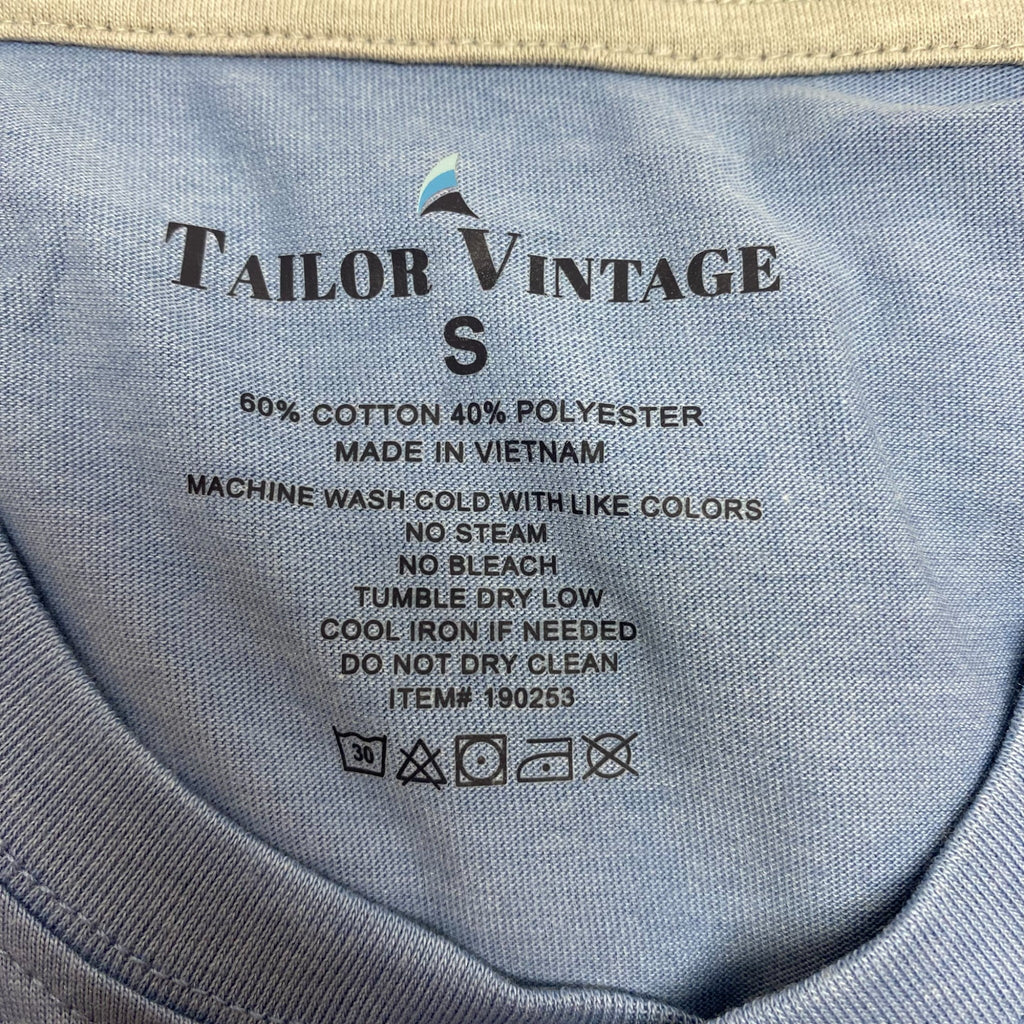 TAILOR VINTAGE
S
60% COTTON 40% POLYESTER
MADE IN VIETNAM
MACHINE WASH COLD WITH LIKE COLORS
NO STEAM
NO BLEACH
TUMBLE DRY LOW
COOL IRON IF NEEDED
DO NOT DRY CLEAN
ITEM# 190253
30